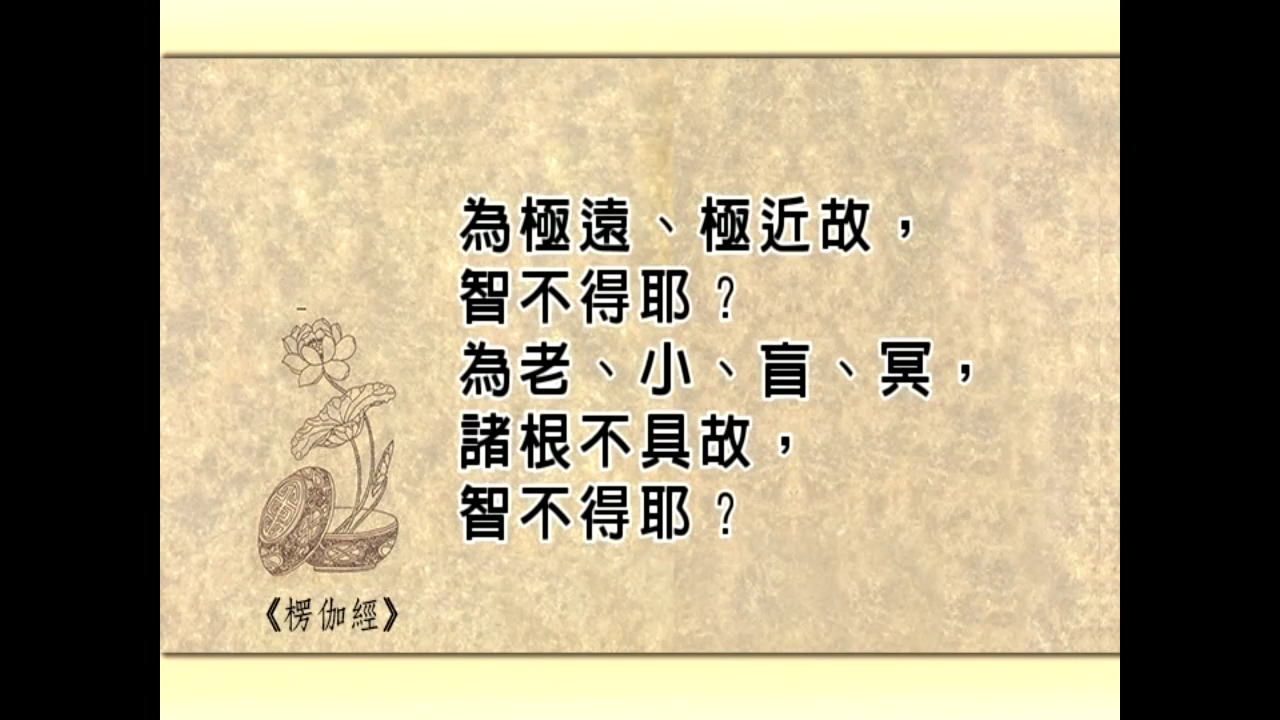 為極遠、極近故，
智不得耶？
為老、小、盲、冥，
諸根不具故，
智不得耶？
《楞伽經》